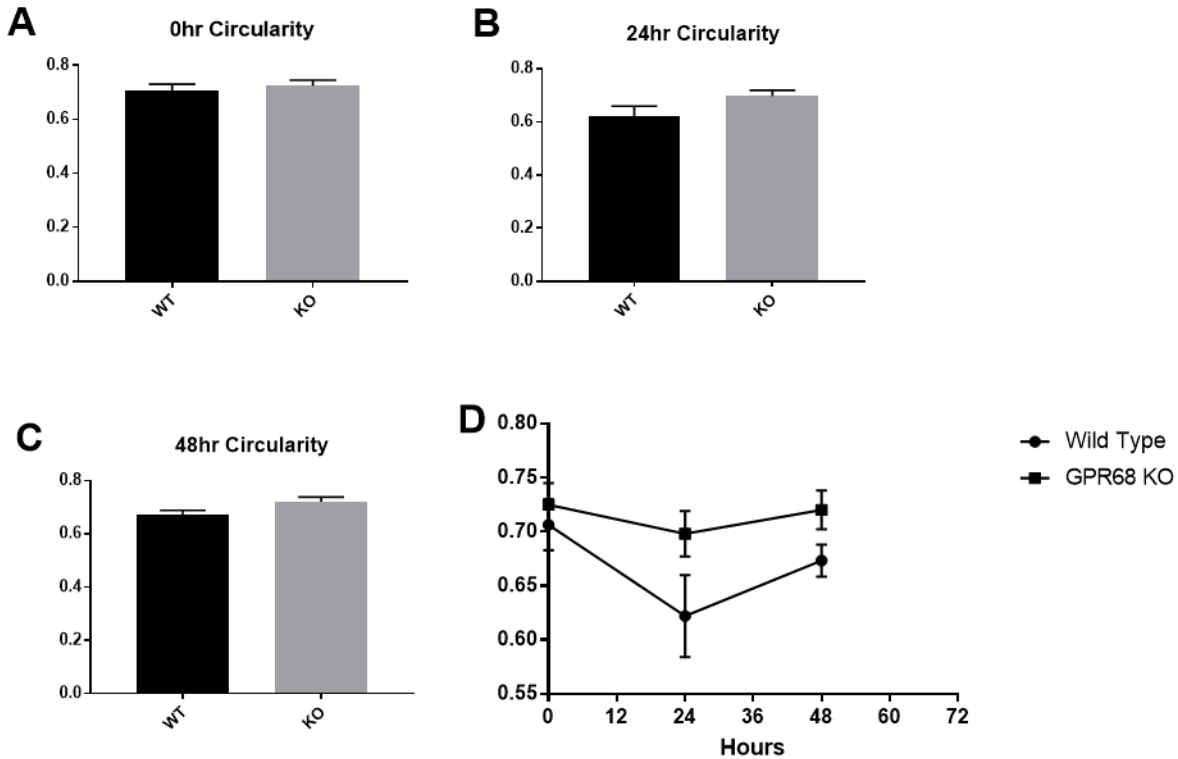 A
0hr Circularity
0.8
0.6
0.4
0.2
0.0
WT
KO
B
24hr Circularity
0.8
0.6
0.4
0.2
0.0
WT
KO
C
48hr Circularity
0.8
0.6
0.4
0.2
0.0
WT
KO
D
0.80
0.75
0.70
0.65
0.60
0.55
0 12 24 36 48 60 72
Hours
Wild Type
GPR68 KO